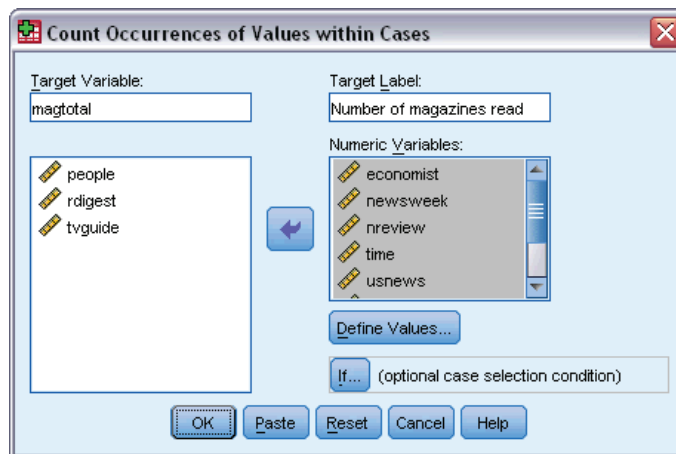 Count Occurrences of Values within Cases
Target Variable:
magtotal
Target Label:
Number of magazines read
people
rdigest
tvguide
Numeric Variables:
economist
newsweek
nreview
time
usnews
Define Values...
If...
(optional case selection condition)
OK
Paste
Reset
Cancel
Help